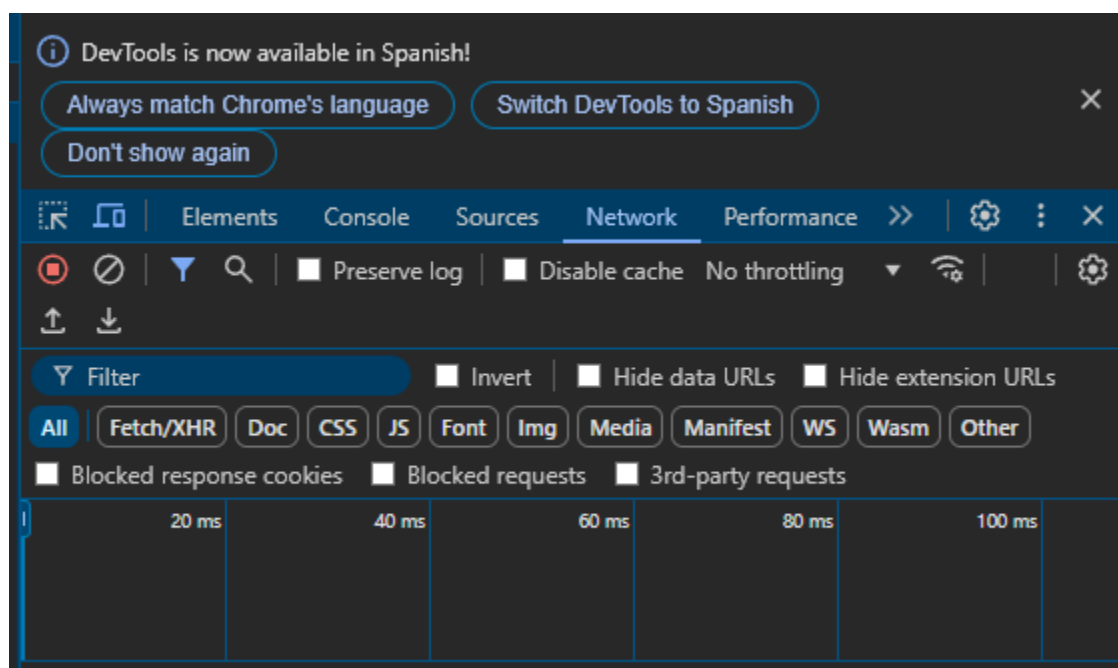 DevTools is now available in Spanish!
Always match Chrome's language Switch DevTools to Spanish
Don't show again
Elements Console Sources Network Performance
Preserve log Disable cache No throttling
Filter Invert Hide data URLs Hide extension URLs
All Fetch/XHR Doc CSS JS Font Img Media Manifest WS Wasm Other
Blocked response cookies Blocked requests 3rd-party requests
20 ms 40 ms 60 ms 80 ms 100 ms